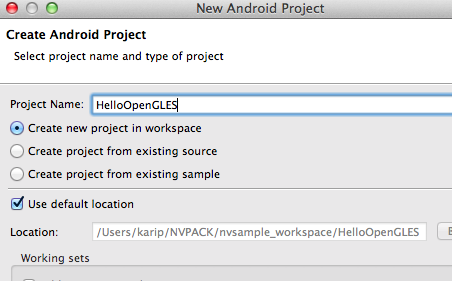 New Android Project
Create Android Project
Select project name and type of project
Project Name: HelloOpenGLES
Create new project in workspace
Create project from existing source
Create project from existing sample
Use default location
Location: /Users/karip/NVPACK/nvsample_workspace/HelloOpenGLES
Working sets